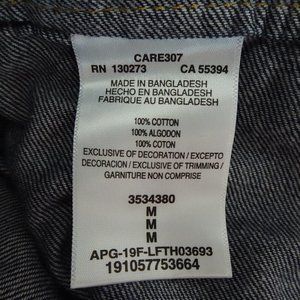 CARE307
RN 130273 CA 55394
MADE IN BANGLADESH
HECHO EN BANGLADESH
FABRIQUE AU BANGLADESH
100% COTTON
100% ALGODON
100% COTON
EXCLUSIVE OF DECORATION / EXCEPTO
DECORACION / EXCLUSIVE OF TRIMMING /
GARNITURE NON COMPRISE
3534380
M
M
M
APG-19F-LFTH03693
191057753664